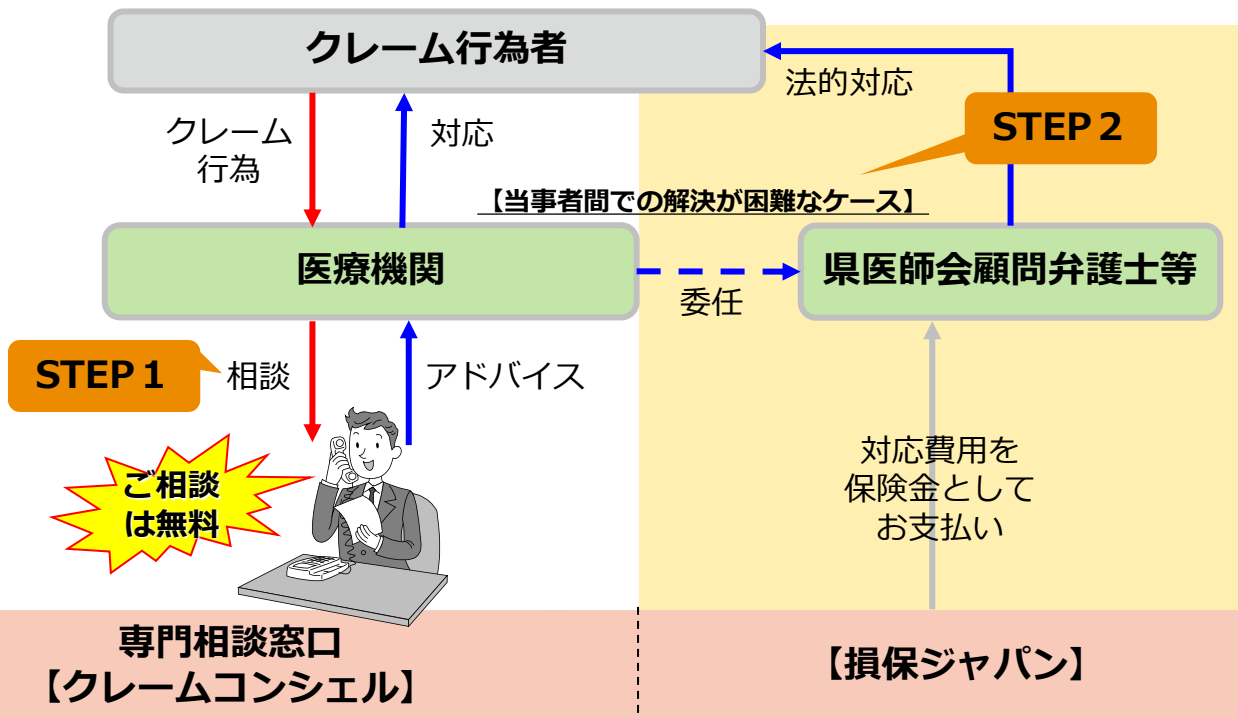 クレーム行為者
クレーム
行為
対応
法的対応
STEP２
【当事者間での解決が困難なケース】
医療機関
委任
県医師会顧問弁護士等
STEP１
相談
アドバイス
ご相談
は無料
対応費用を
保険金として
お支払い
専門相談窓口
【クレームコンシェル】
【損保ジャパン】